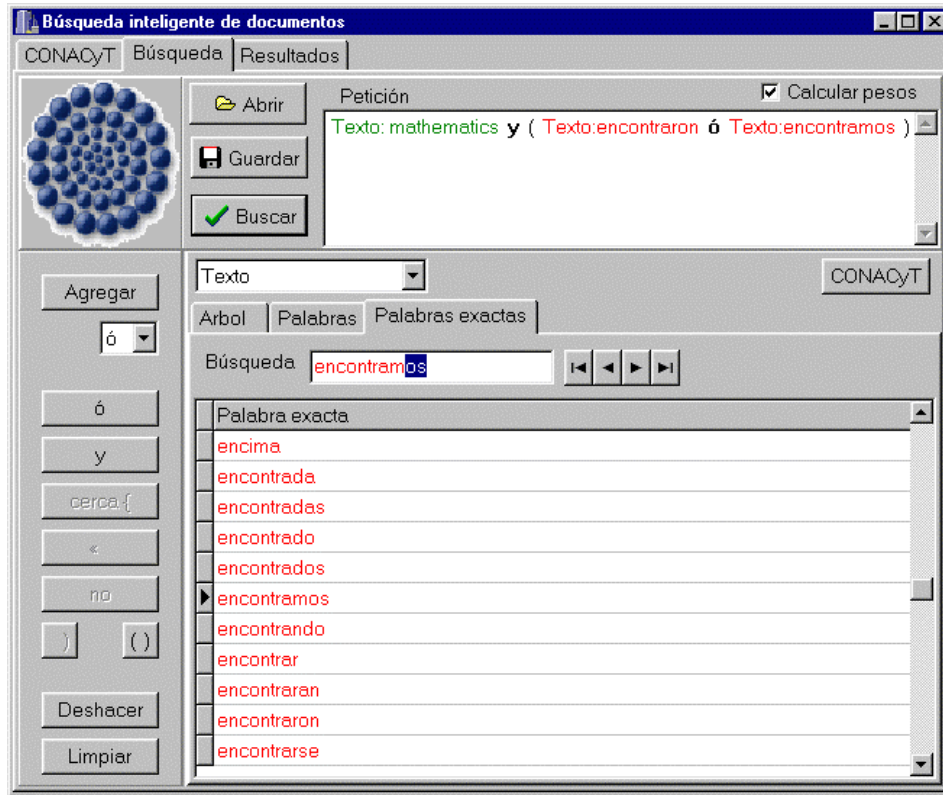 Búsqueda inteligente de documentos
CONACyT Búsqueda Resultados
Abrir
Guardar
Buscar
Petición
Calcular pesos
Texto: mathematics y ( Texto:encontraron ó Texto:encontramos )
Agregar
ó
ó
y
cerca {
«
no
) ( )
Deshacer
Limpiar
Texto
CONACyT
Arbol Palabras Palabras exactas
Búsqueda encontramos
Palabra exacta
encima
encontrada
encontradas
encontrado
encontrados
encontramos
encontrando
encontrar
encontraran
encontraron
encontrarse